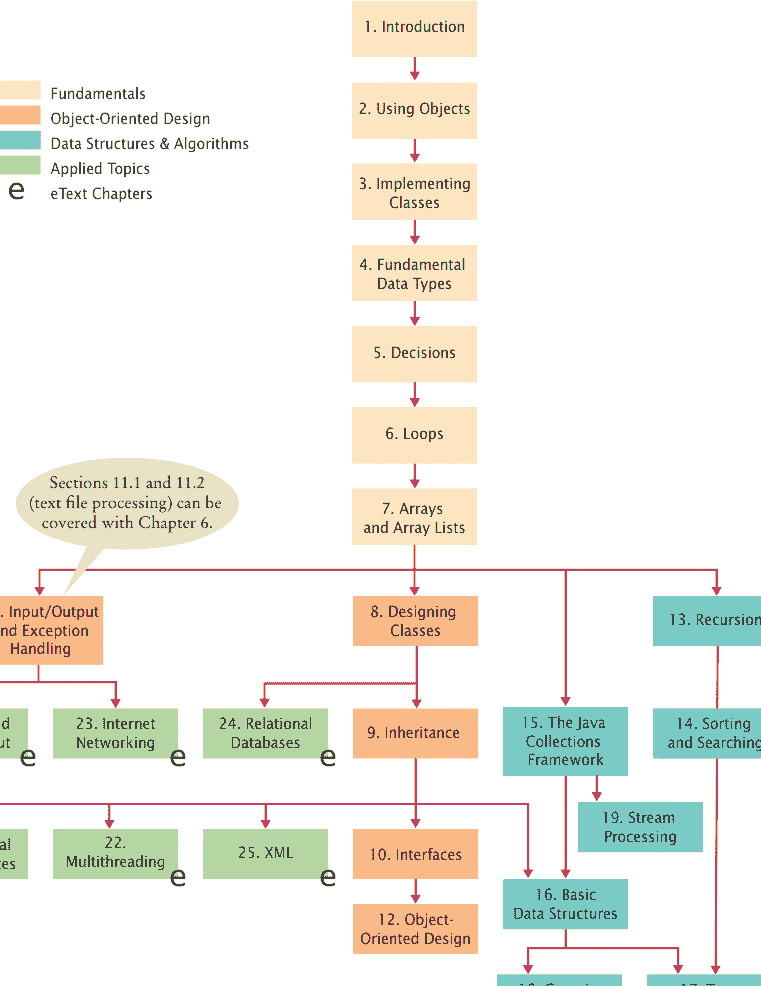 1. Introduction
Fundamentals
Object-Oriented Design
Data Structures & Algorithms
Applied Topics
e
eText Chapters
2. Using Objects
3. Implementing
Classes
4. Fundamental
Data Types
5. Decisions
6. Loops
Sections 11.1 and 11.2
(text file processing) can be
covered with Chapter 6.
7. Arrays
and Array Lists
. Input/Output
nd Exception
Handling
8. Designing
Classes
13. Recursion
d
ut
e
23. Internet
Networking
e
24. Relational
Databases
e
9. Inheritance
15. The Java
Collections
Framework
14. Sorting
and Searching
19. Stream
Processing
al
es
22.
Multithreading
e
25. XML
e
10. Interfaces
16. Basic
Data Structures
12. Object-
Oriented Design